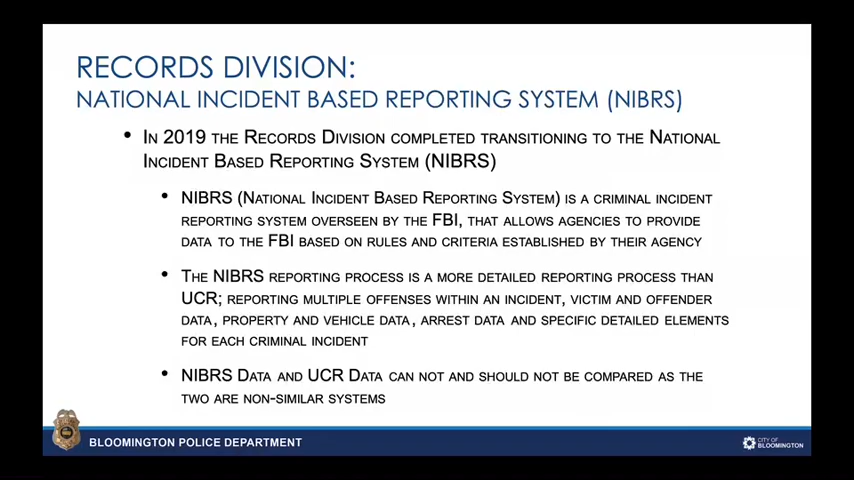 RECORDS DIVISION:
NATIONAL INCIDENT BASED REPORTING SYSTEM (NIBRS)
• IN 2019 THE RECORDS DIVISION COMPLETED TRANSITIONING TO THE NATIONAL
INCIDENT BASED REPORTING SYSTEM (NIBRS)
• NIBRS (NATIONAL INCIDENT BASED REPORTING SYSTEM) IS A CRIMINAL INCIDENT
REPORTING SYSTEM OVERSEEN BY THE FBI, THAT ALLOWS AGENCIES TO PROVIDE
DATA TO THE FBI BASED ON RULES AND CRITERIA ESTABLISHED BY THEIR AGENCY
• THE NIBRS REPORTING PROCESS IS A MORE DETAILED REPORTING PROCESS THAN
UCR; REPORTING MULTIPLE OFFENSES WITHIN AN INCIDENT, VICTIM AND OFFENDER
DATA, PROPERTY AND VEHICLE DATA, ARREST DATA AND SPECIFIC DETAILED ELEMENTS
FOR EACH CRIMINAL INCIDENT
• NIBRS DATA AND UCR DATA CAN NOT AND SHOULD NOT BE COMPARED AS THE
TWO ARE NON-SIMILAR SYSTEMS
BLOOMINGTON POLICE DEPARTMENT
CITY OF
BLOOMINGTON